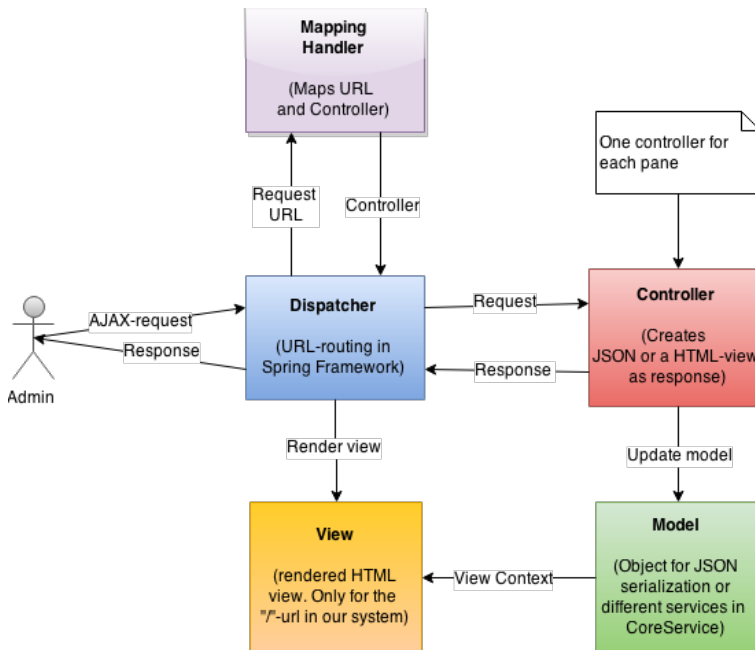 Mapping
Handler
(Maps URL
and Controller)
One controller for
each pane
Request
URL
Controller
Dispatcher
(URL-routing in
Spring Framework)
Request
Controller
(Creates
JSON or a HTML-view
as response)
AJAX-request
Response
Response
Admin
Render view
Update model
View
(rendered HTML
view. Only for the
"/"-url in our system)
View Context
Model
(Object for JSON
serialization or
different services in
CoreService)